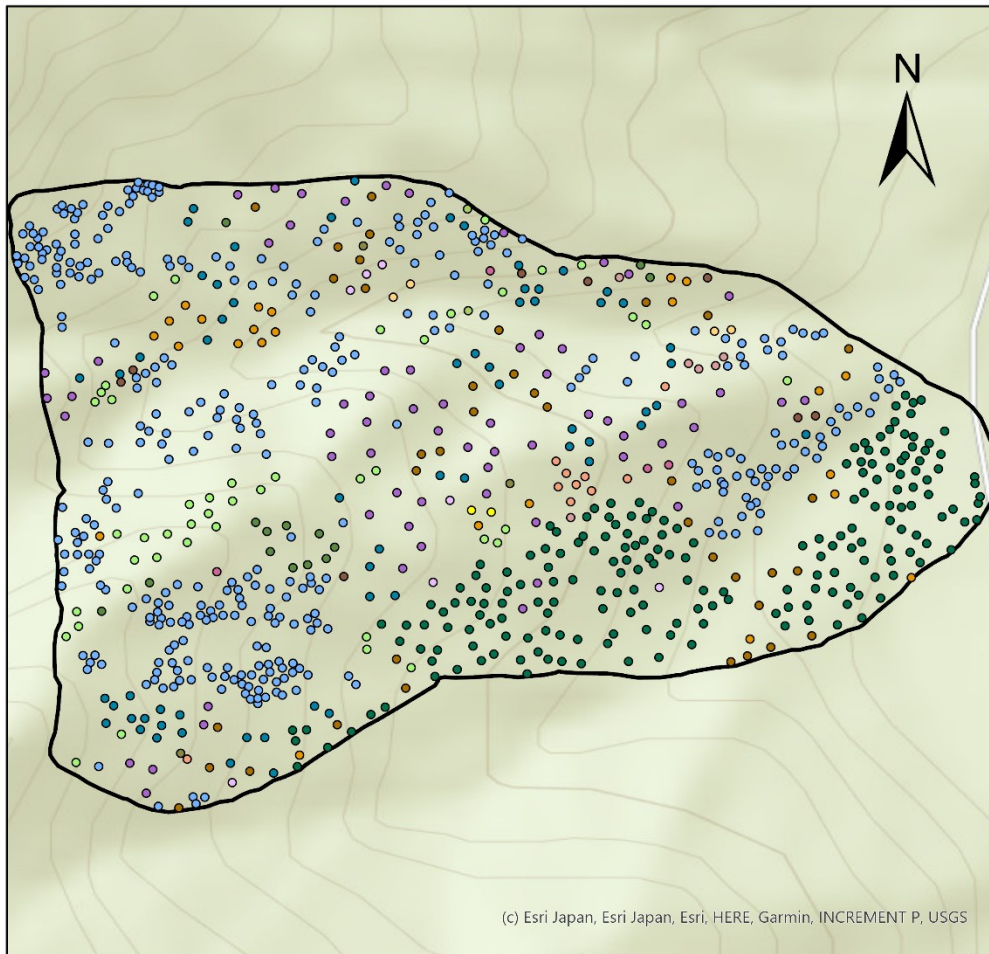 N
(c) Esri Japan, Esri Japan, Esri, HERE, Garmin, INCREMENT P, USGS